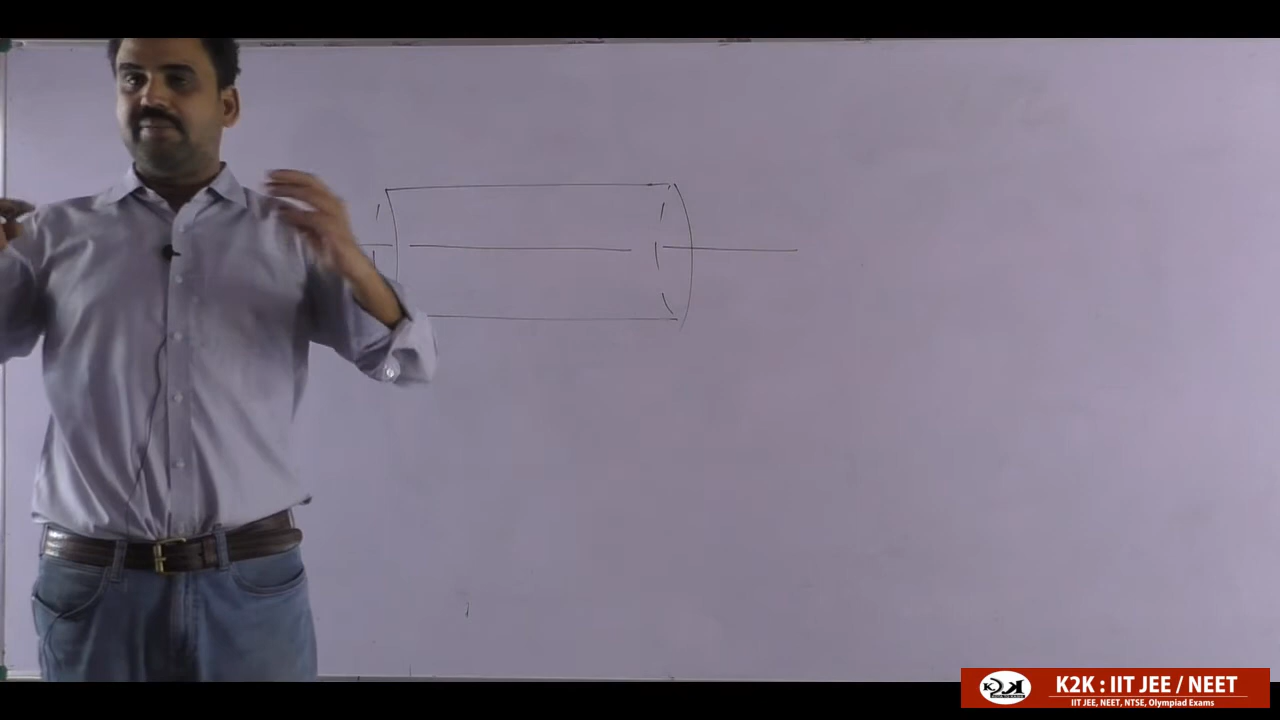 K2K : IIT JEE / NEET
IIT JEE, NEET, NTSE, Olympiad Exams